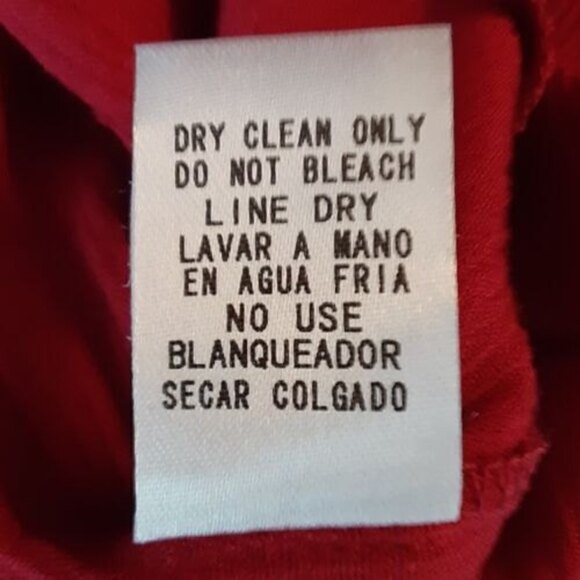 DRY CLEAN ONLY
DO NOT BLEACH
LINE DRY
LAVAR A MANO
EN AGUA FRIA
NO USE
BLANQUEADOR
SECAR COLGADO